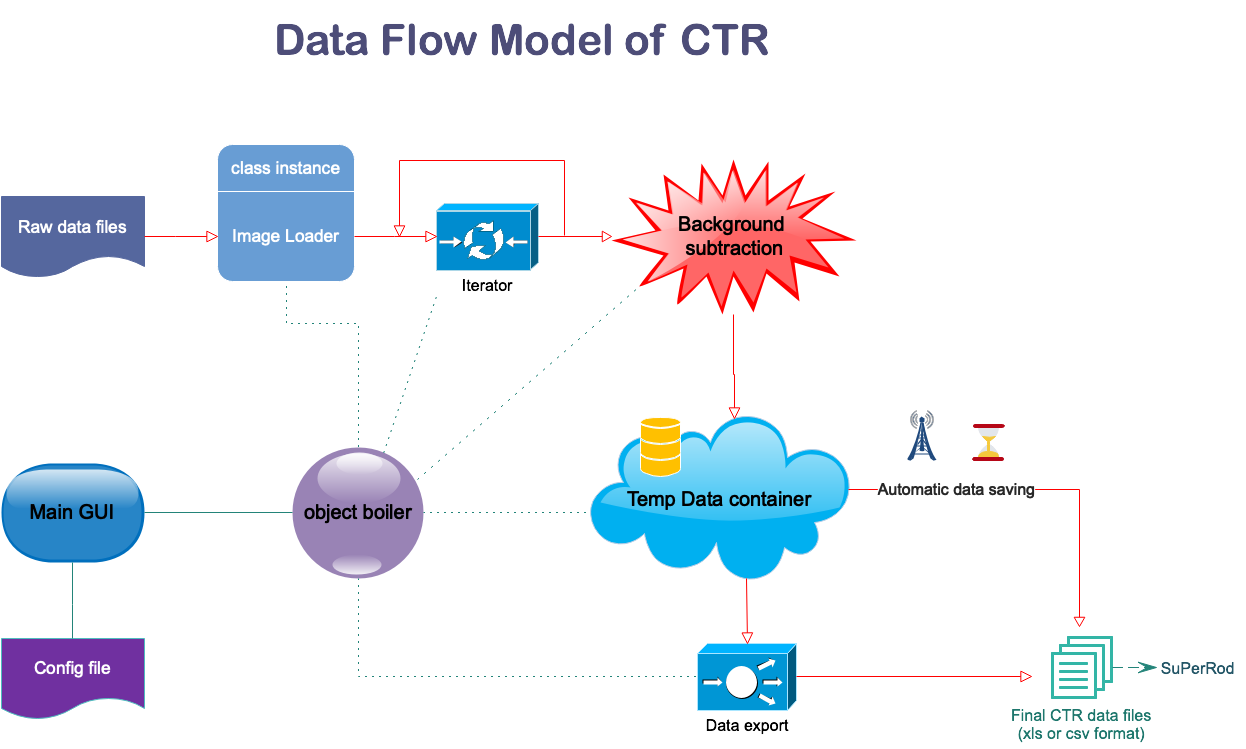 Data Flow Model of CTR
class instance
Raw data files
Image Loader
Iterator
Background
subtraction
Automatic data saving
Temp Data container
Main GUI
object boiler
Config file
Data export
SuPerRod
Final CTR data files
(xls or csv format)